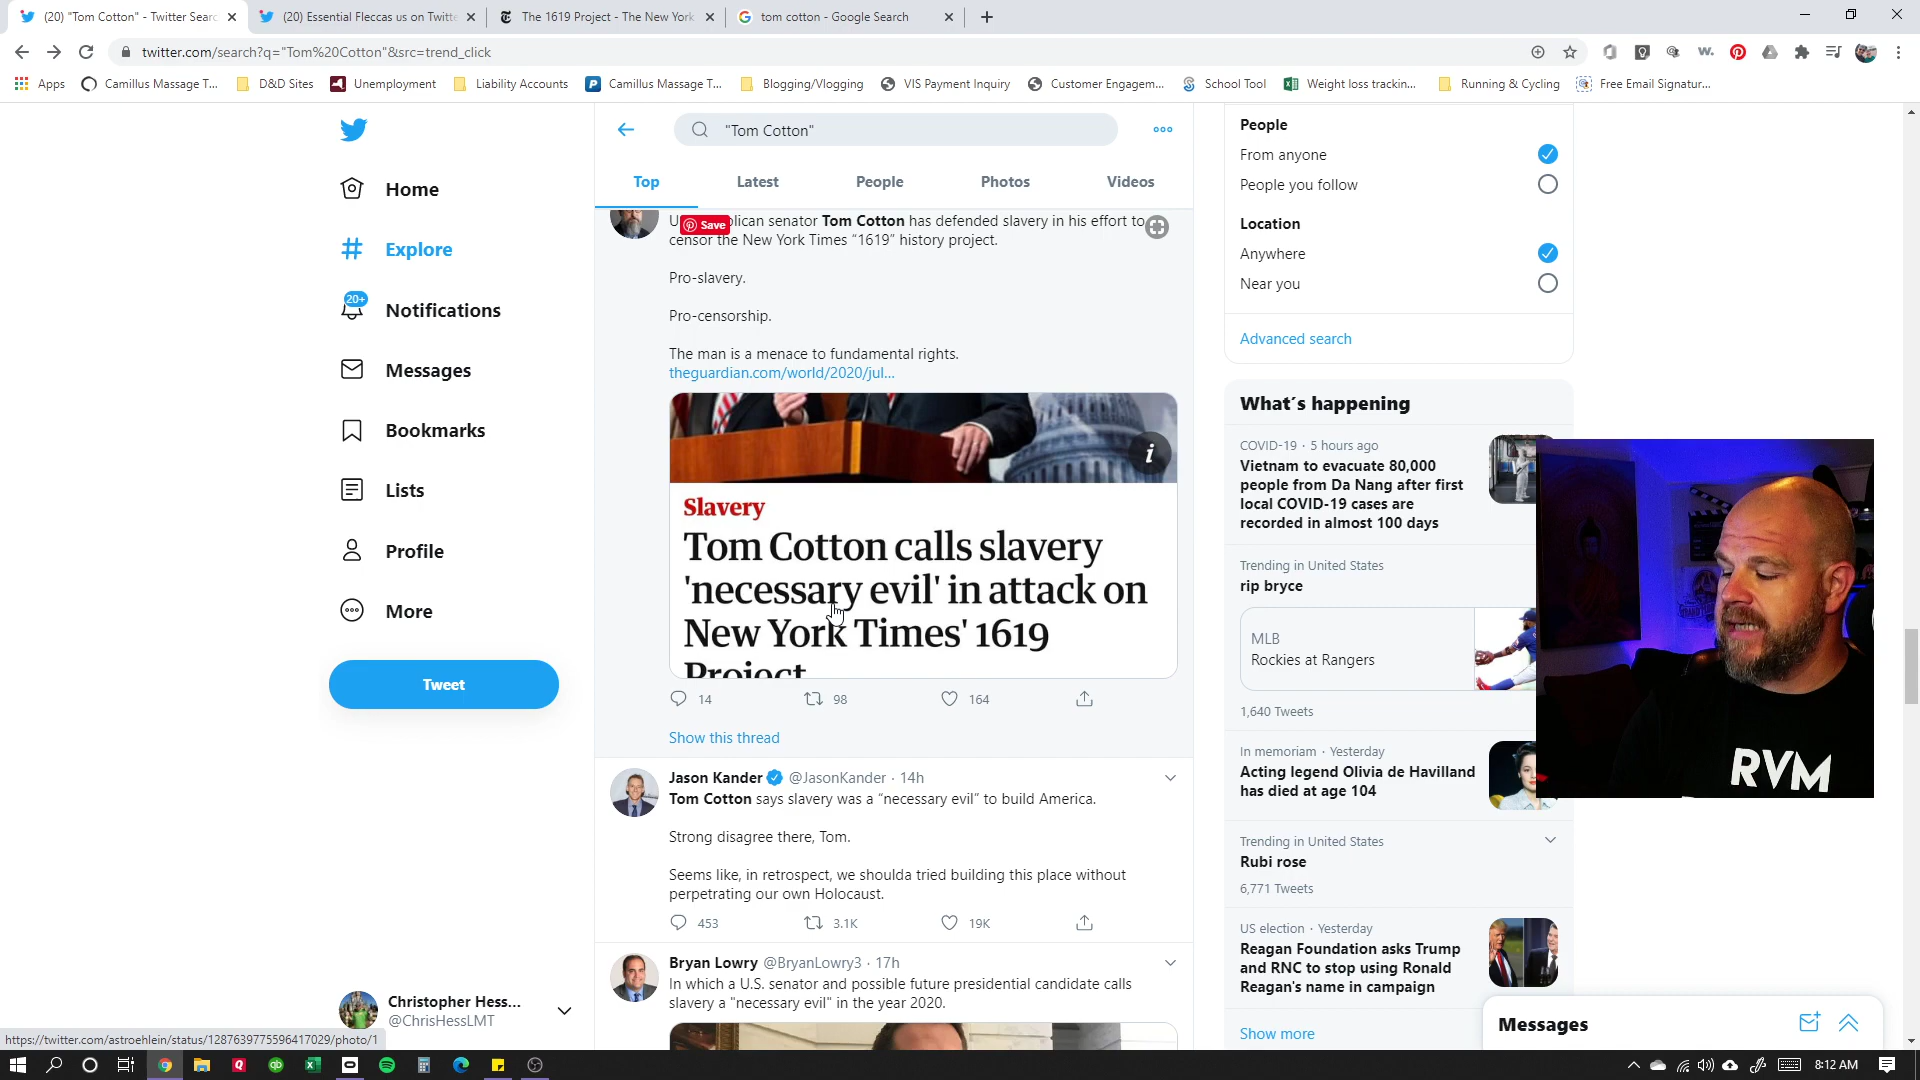 (20) "Tom Cotton" - Twitter Searc
(20) Essential Fleccas us on Twitte
The 1619 Project - The New York
tom cotton - Google Search
twitter.com/search?q="Tom%20Cotton"&src=trend_click
Apps
Camillus Massage T...
D&D Sites
Unemployment
Liability Accounts
Camillus Massage T...
Blogging/Vlogging
VIS Payment Inquiry
Customer Engagem...
School Tool
Weight loss trackin...
Running & Cycling
Free Email Signatur...
Home
Explore
20+
Notifications
Messages
Bookmarks
Lists
Profile
More
Tweet
Christopher Hess...
@ChrisHessLMT
https://twitter.com/astroehlein/status/1287639775596417029/photo/1
"Tom Cotton"
Top
Latest
People
Photos
Videos
Save
senator Tom Cotton has defended slavery in his effort to
censor the New York Times “1619” history project.
Pro-slavery.
Pro-censorship.
The man is a menace to fundamental rights.
theguardian.com/world/2020/jul...
i
Slavery
Tom Cotton calls slavery
'necessary evil' in attack on
New York Times' 1619
Project
14
98
164
Show this thread
Jason Kander @JasonKander · 14h
Tom Cotton says slavery was a “necessary evil” to build America.
Strong disagree there, Tom.
Seems like, in retrospect, we shoulda tried building this place without
perpetrating our own Holocaust.
453
3.1K
19K
Bryan Lowry @BryanLowry3 · 17h
In which a U.S. senator and possible future presidential candidate calls
slavery a "necessary evil" in the year 2020.
People
From anyone
People you follow
Location
Anywhere
Near you
Advanced search
What's happening
COVID-19 · 5 hours ago
Vietnam to evacuate 80,000
people from Da Nang after first
local COVID-19 cases are
recorded in almost 100 days
Trending in United States
rip bryce
MLB
Rockies at Rangers
1,640 Tweets
In memoriam · Yesterday
Acting legend Olivia de Havilland
has died at age 104
Trending in United States
Rubi rose
6,771 Tweets
US election · Yesterday
Reagan Foundation asks Trump
and RNC to stop using Ronald
Reagan's name in campaign
Show more
RVM
Messages
8:12 AM